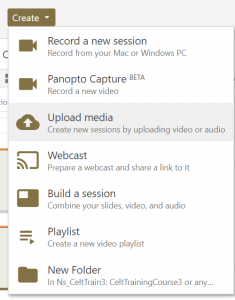 Create
Record a new session
Record from your Mac or Windows PC
Panopto Capture BETA
Record a new video
Upload media
Create new sessions by uploading video or audio
Webcast
Prepare a webcast and share a link to it
Build a session
Combine your slides, video, and audio
Playlist
Create a new video playlist
New Folder
In Ns_CeltTrain3: CeltTrainingCourse3 or any...